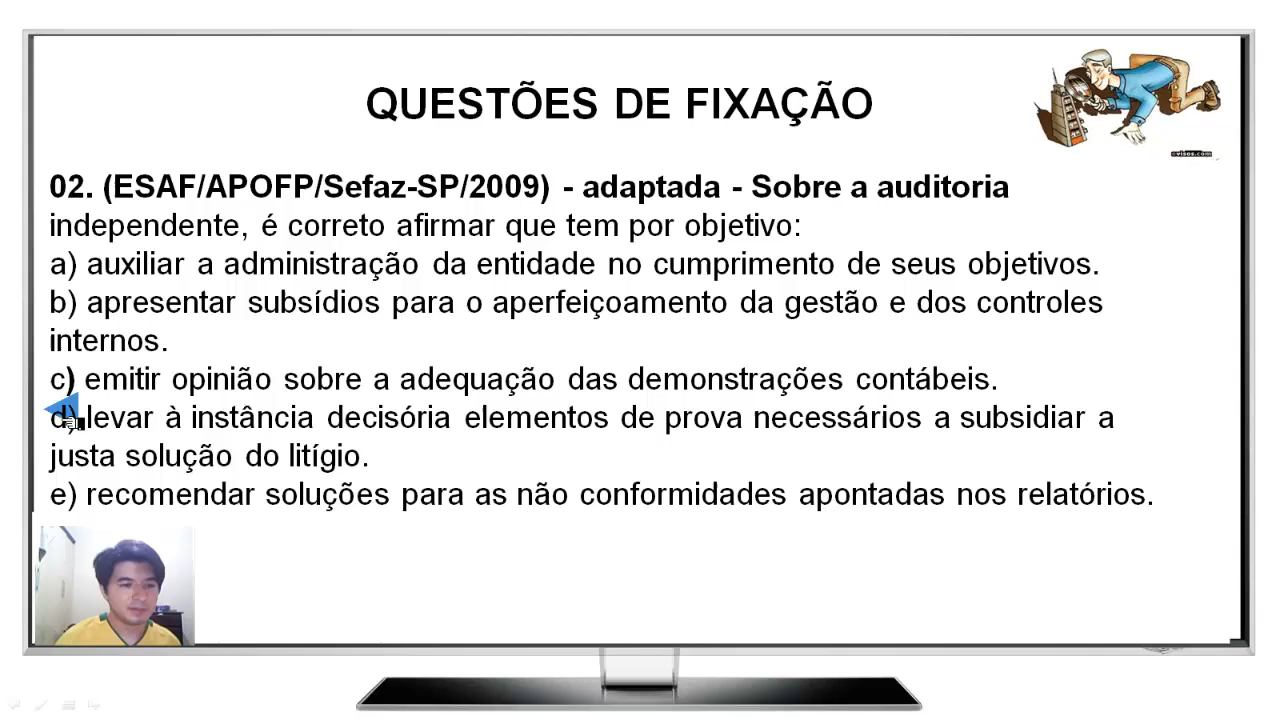 QUESTÕES DE FIXAÇÃO
02. (ESAF/APOFP/Sefaz-SP/2009) - adaptada - Sobre a auditoria
independente, é correto afirmar que tem por objetivo:
a) auxiliar a administração da entidade no cumprimento de seus objetivos.
b) apresentar subsídios para o aperfeiçoamento da gestão e dos controles
internos.
c) emitir opinião sobre a adequação das demonstrações contábeis.
d) levar à instância decisória elementos de prova necessários a subsidiar a
justa solução do litígio.
e) recomendar soluções para as não conformidades apontadas nos relatórios.